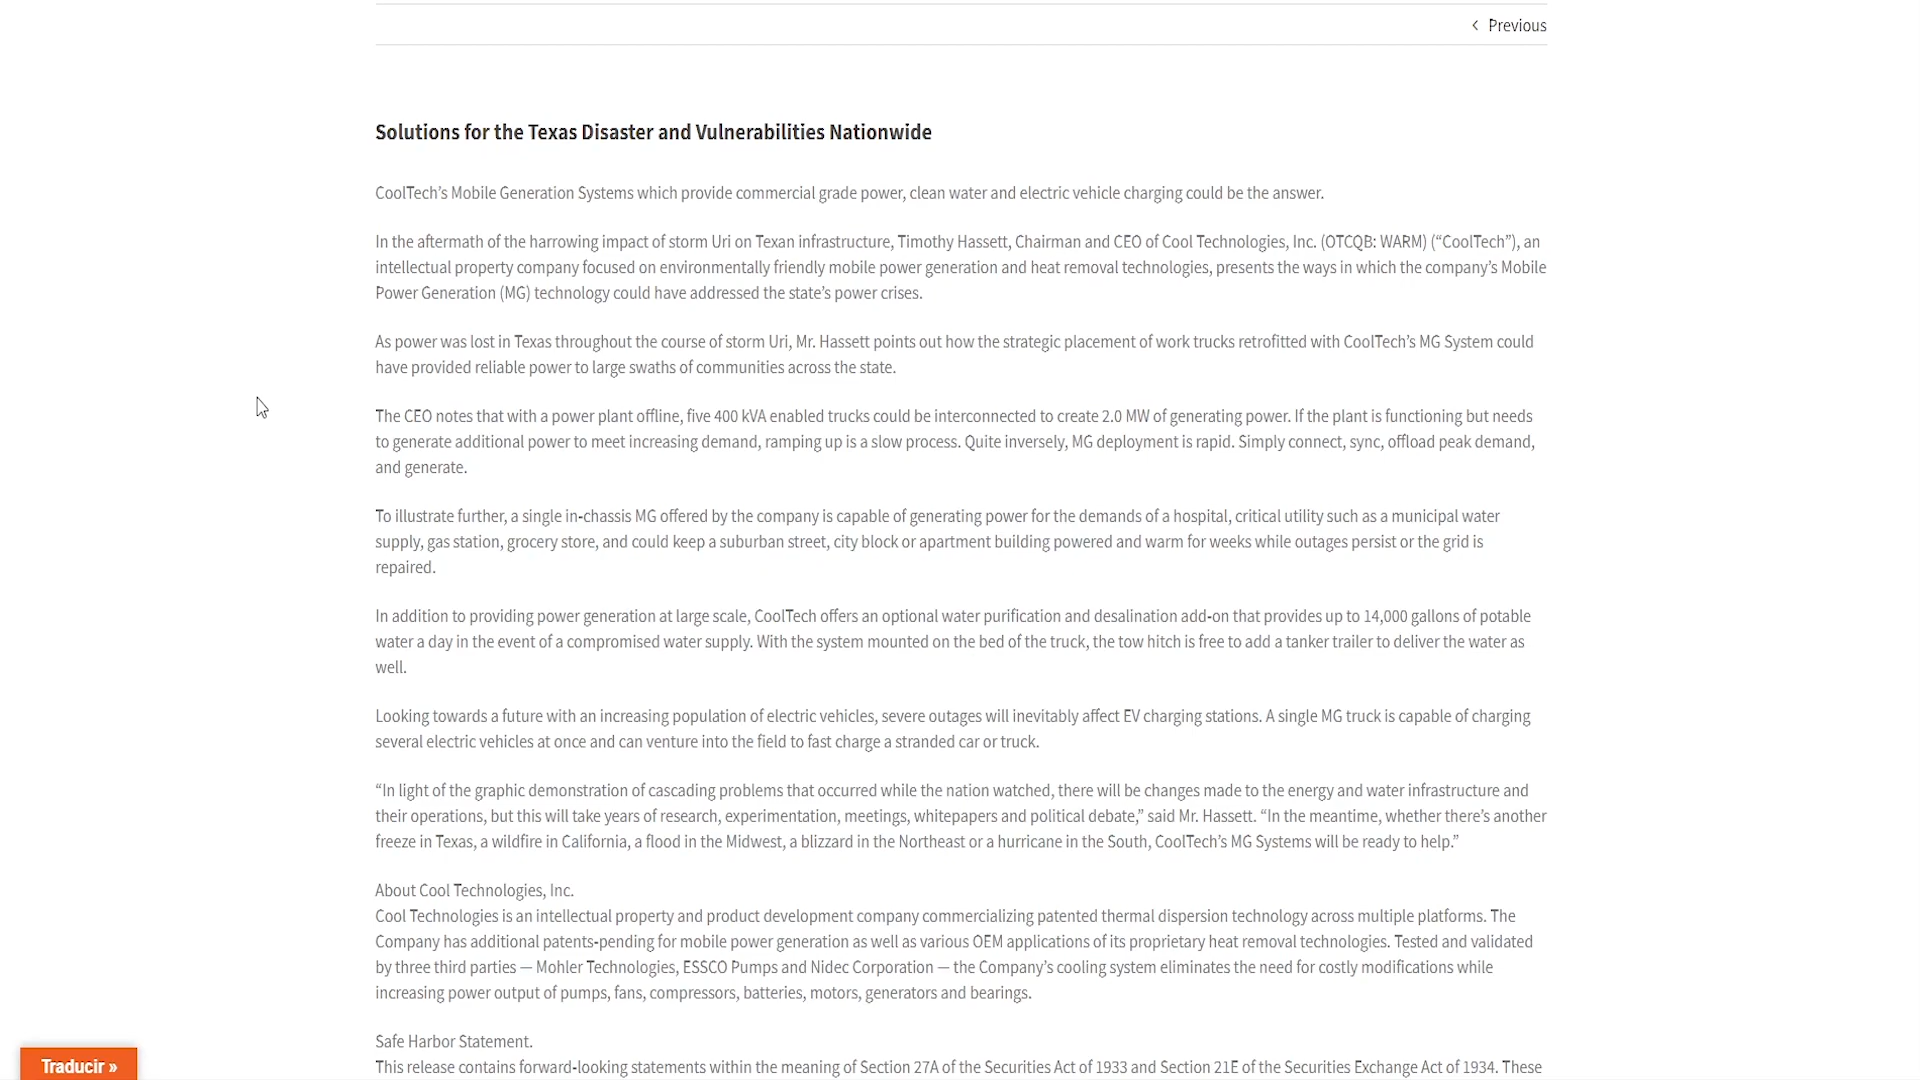 Previous
Solutions for the Texas Disaster and Vulnerabilities Nationwide
CoolTech’s Mobile Generation Systems which provide commercial grade power, clean water and electric vehicle charging could be the answer.
In the aftermath of the harrowing impact of storm Uri on Texan infrastructure, Timothy Hassett, Chairman and CEO of Cool Technologies, Inc. (OTCQB: WARM) (“CoolTech”), an
intellectual property company focused on environmentally friendly mobile power generation and heat removal technologies, presents the ways in which the company’s Mobile
Power Generation (MG) technology could have addressed the state’s power crises.
As power was lost in Texas throughout the course of storm Uri, Mr. Hassett points out how the strategic placement of work trucks retrofitted with CoolTech’s MG System could
have provided reliable power to large swaths of communities across the state.
The CEO notes that with a power plant offline, five 400 kVA enabled trucks could be interconnected to create 2.0 MW of generating power. If the plant is functioning but needs
to generate additional power to meet increasing demand, ramping up is a slow process. Quite inversely, MG deployment is rapid. Simply connect, sync, offload peak demand,
and generate.
To illustrate further, a single in-chassis MG offered by the company is capable of generating power for the demands of a hospital, critical utility such as a municipal water
supply, gas station, grocery store, and could keep a suburban street, city block or apartment building powered and warm for weeks while outages persist or the grid is
repaired.
In addition to providing power generation at large scale, CoolTech offers an optional water purification and desalination add-on that provides up to 14,000 gallons of potable
water a day in the event of a compromised water supply. With the system mounted on the bed of the truck, the tow hitch is free to add a tanker trailer to deliver the water as
well.
Looking towards a future with an increasing population of electric vehicles, severe outages will inevitably affect EV charging stations. A single MG truck is capable of charging
several electric vehicles at once and can venture into the field to fast charge a stranded car or truck.
“In light of the graphic demonstration of cascading problems that occurred while the nation watched, there will be changes made to the energy and water infrastructure and
their operations, but this will take years of research, experimentation, meetings, whitepapers and political debate,” said Mr. Hassett. “In the meantime, whether there’s another
freeze in Texas, a wildfire in California, a flood in the Midwest, a blizzard in the Northeast or a hurricane in the South, CoolTech’s MG Systems will be ready to help.”
About Cool Technologies, Inc.
Cool Technologies is an intellectual property and product development company commercializing patented thermal dispersion technology across multiple platforms. The
Company has additional patents-pending for mobile power generation as well as various OEM applications of its proprietary heat removal technologies. Tested and validated
by three third parties — Mohler Technologies, ESSCO Pumps and Nidec Corporation — the Company’s cooling system eliminates the need for costly modifications while
increasing power output of pumps, fans, compressors, batteries, motors, generators and bearings.
Safe Harbor Statement.
This release contains forward-looking statements within the meaning of Section 27A of the Securities Act of 1933 and Section 21E of the Securities Exchange Act of 1934. These
Traducir »